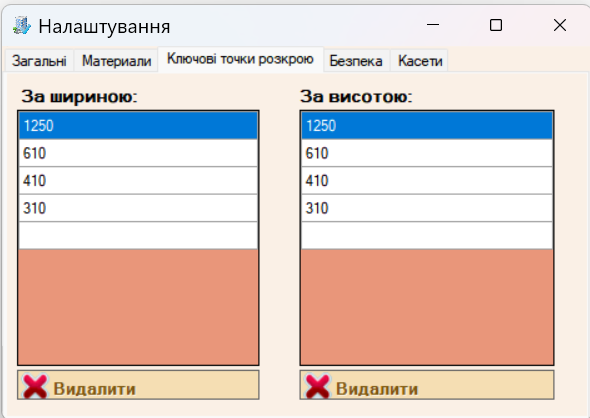 Налаштування
Загальні Материали Ключові точки розкрою Безпека Касети
За шириною: За висотою:
1250 1250
610 610
410 410
310 310
Видалити Видалити